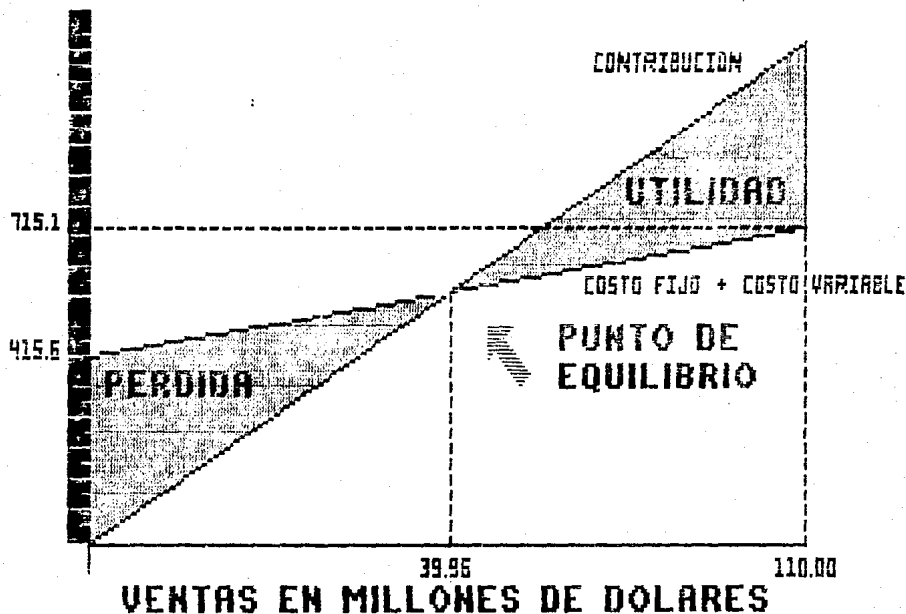 CONTRIBUCION
UTILIDAD
715.1
COSTO FIJO + COSTO VARIABLE
PUNTO DE
EQUILIBRIO
415.6
PERDIDA
39.96
110.00
VENTAS EN MILLONES DE DOLARES